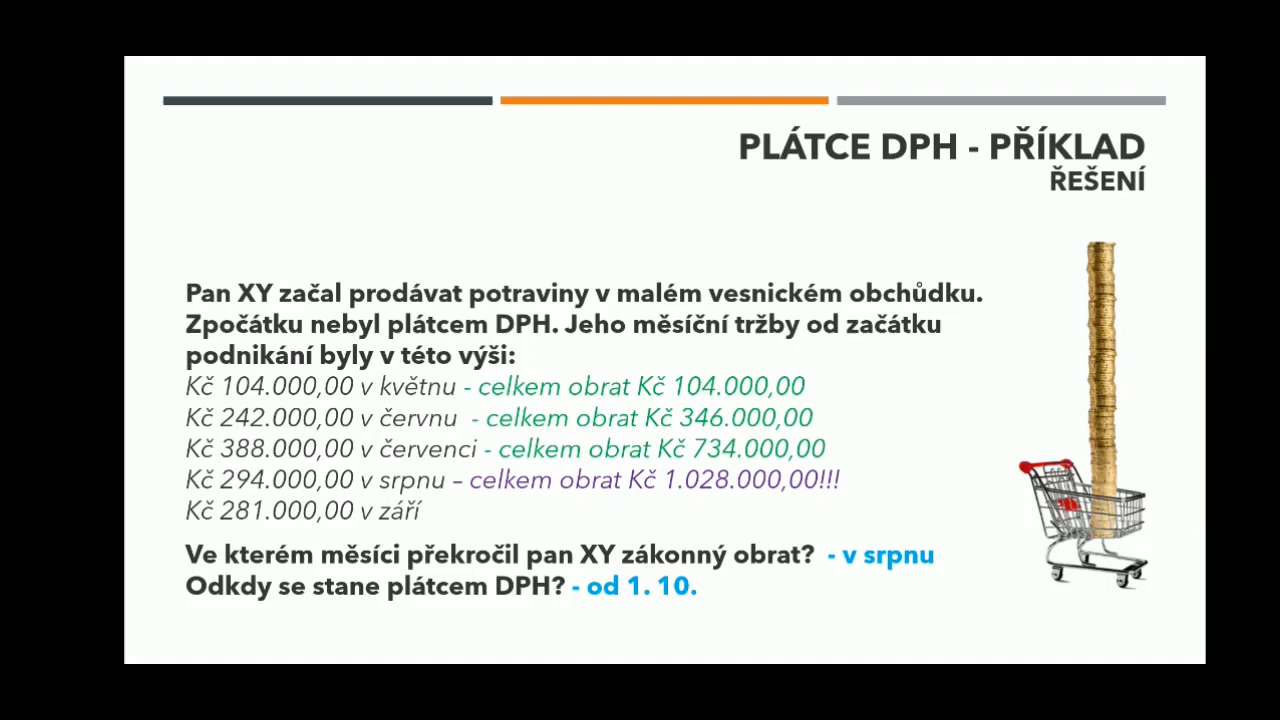 PLÁTCE DPH - PŘÍKLAD
ŘEŠENÍ
Pan XY začal prodávat potraviny v malém vesnickém obchůdku.
Zpočátku nebyl plátcem DPH. Jeho měsíční tržby od začátku
podnikání byly v této výši:
Kč 104.000,00 v květnu - celkem obrat Kč 104.000,00
Kč 242.000,00 v červnu - celkem obrat Kč 346.000,00
Kč 388.000,00 v červenci - celkem obrat Kč 734.000,00
Kč 294.000,00 v srpnu – celkem obrat Kč 1.028.000,00!!!
Kč 281.000,00 v září
Ve kterém měsíci překročil pan XY zákonný obrat? - v srpnu
Odkdy se stane plátcem DPH? - od 1. 10.